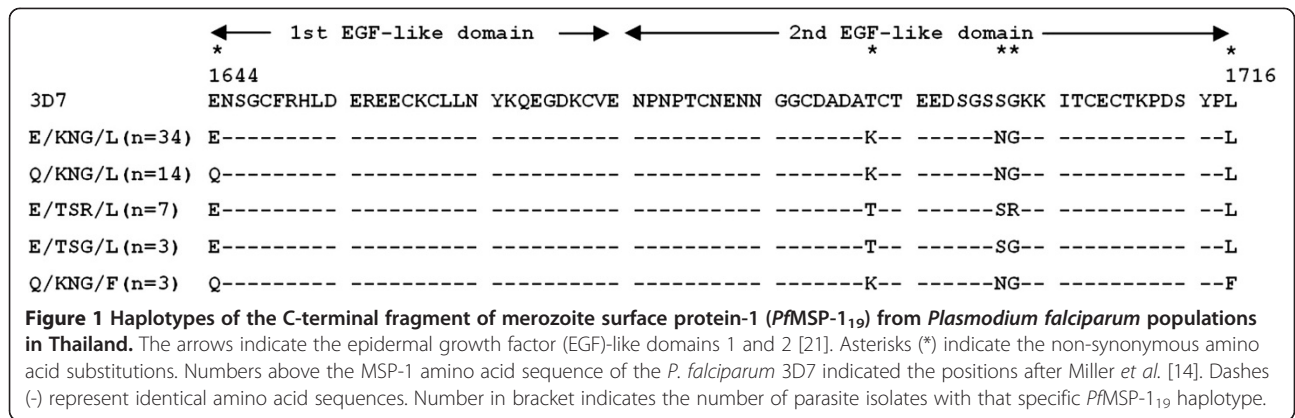 1st EGF-like domain 2nd EGF-like domain
* * ** *
1644 1716
3D7 ENSGCFRHLD EREECKCLLN YKQEGDKCVE NPNPTCNENN GGCDADATCT EEDSGSSGKK ITCECTKPDS YPL
E/KNG/L(n=34) E--------- ---------- ---------- ---------- -------K-- ------NG-- ---------- --L
Q/KNG/L(n=14) Q--------- ---------- ---------- ---------- -------K-- ------NG-- ---------- --L
E/TSR/L(n=7) E--------- ---------- ---------- ---------- -------T-- ------SR-- ---------- --L
E/TSG/L(n=3) E--------- ---------- ---------- ---------- -------T-- ------SG-- ---------- --L
Q/KNG/F(n=3) Q--------- ---------- ---------- ---------- -------K-- ------NG-- ---------- --F
Figure 1 Haplotypes of the C-terminal fragment of merozoite surface protein-1 (PfMSP-1₁₉) from Plasmodium falciparum populations
in Thailand. The arrows indicate the epidermal growth factor (EGF)-like domains 1 and 2 [21]. Asterisks (*) indicate the non-synonymous amino
acid substitutions. Numbers above the MSP-1 amino acid sequence of the P. falciparum 3D7 indicated the positions after Miller et al. [14]. Dashes
(-) represent identical amino acid sequences. Number in bracket indicates the number of parasite isolates with that specific PfMSP-1₁₉ haplotype.